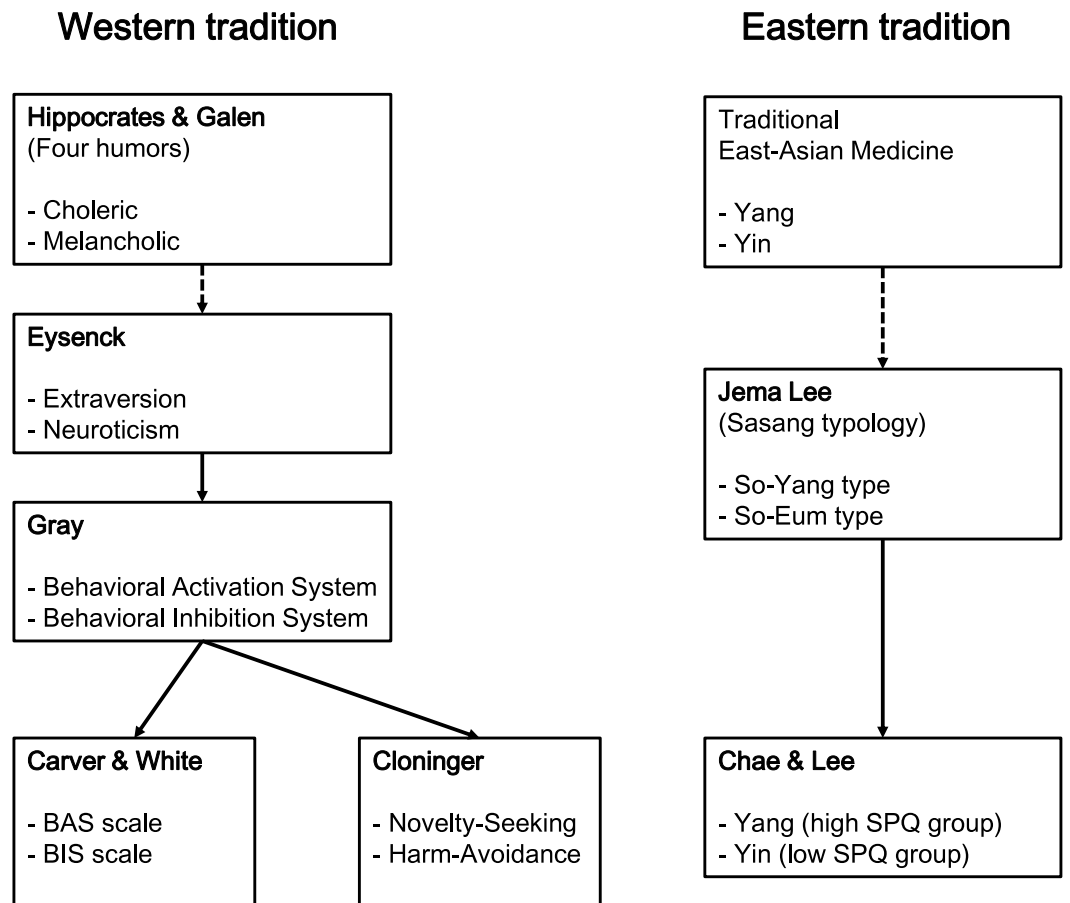 Western tradition
Hippocrates & Galen
(Four humors)
- Choleric
- Melancholic
Eysenck
- Extraversion
- Neuroticism
Gray
- Behavioral Activation System
- Behavioral Inhibition System
Carver & White
- BAS scale
- BIS scale
Cloninger
- Novelty-Seeking
- Harm-Avoidance
Eastern tradition
Traditional
East-Asian Medicine
- Yang
- Yin
Jema Lee
(Sasang typology)
- So-Yang type
- So-Eum type
Chae & Lee
- Yang (high SPQ group)
- Yin (low SPQ group)